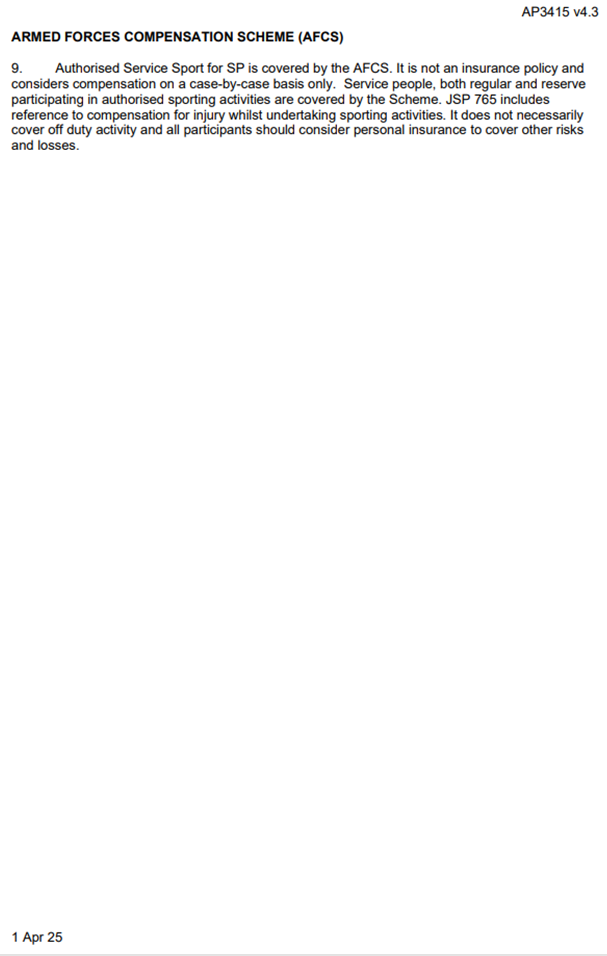 AP3415 v4.3
ARMED FORCES COMPENSATION SCHEME (AFCS)
9. Authorised Service Sport for SP is covered by the AFCS. It is not an insurance policy and
considers compensation on a case-by-case basis only. Service people, both regular and reserve
participating in authorised sporting activities are covered by the Scheme. JSP 765 includes
reference to compensation for injury whilst undertaking sporting activities. It does not necessarily
cover off duty activity and all participants should consider personal insurance to cover other risks
and losses.
1 Apr 25